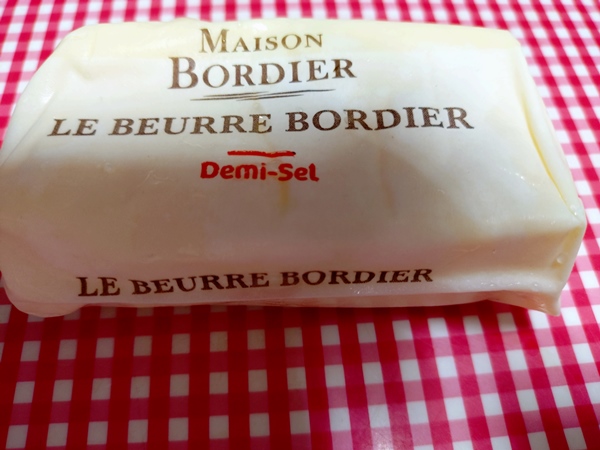 MAISON
BORDIER
LE BEURRE BORDIER
Demi-Sel
LE BEURRE BORDIER